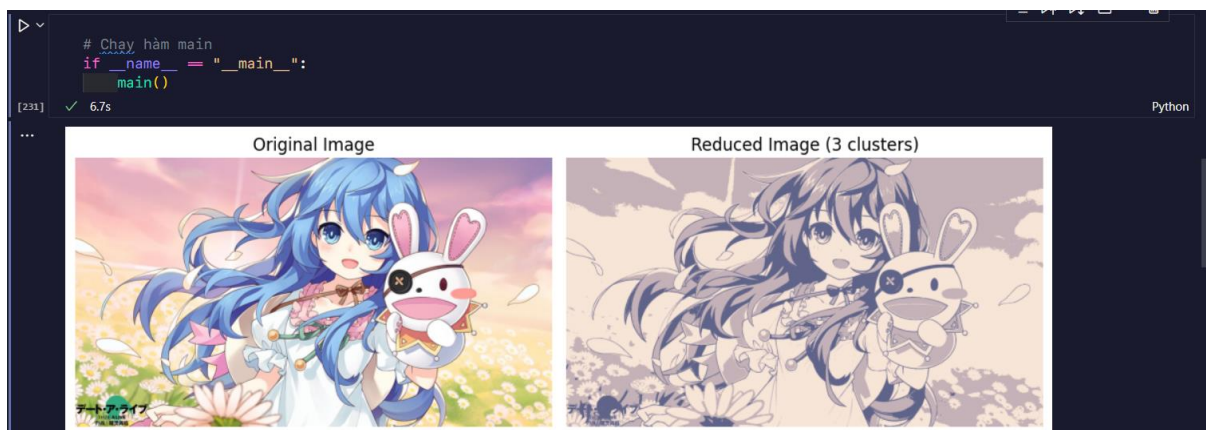 # Chạy hàm main
if __name__ == "__main__":
main()
[231] ✓ 6.7s Python
...
Original Image Reduced Image (3 clusters)
デート・ア・ライブ